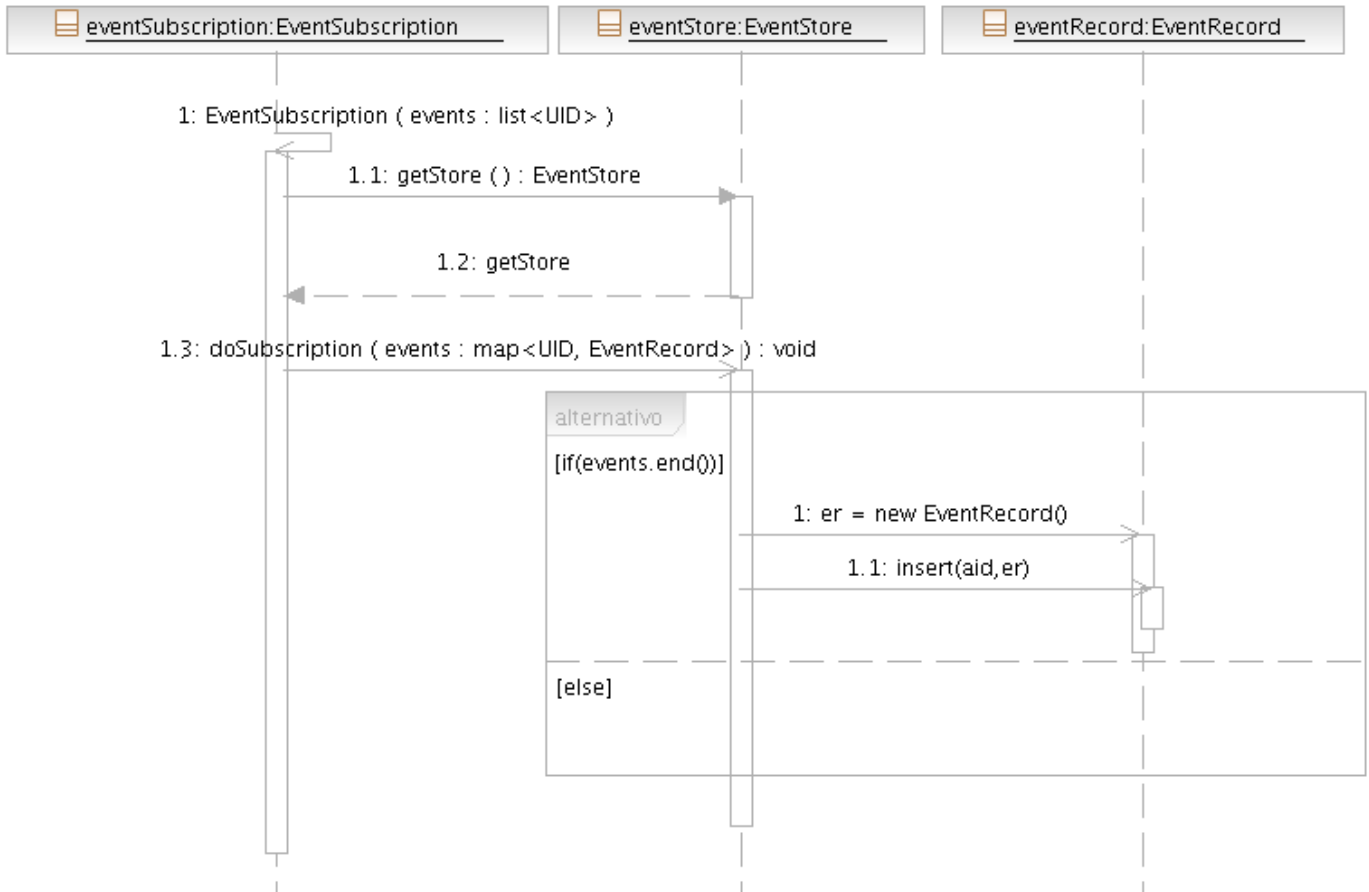 eventSubscription:EventSubscription
eventStore:EventStore
eventRecord:EventRecord
1: EventSubscription ( events : list<UID> )
1.1: getStore ( ) : EventStore
1.2: getStore
1.3: doSubscription ( events : map<UID, EventRecord> ) : void
alternativo
[if(events.end())]
1: er = new EventRecord()
1.1: insert(aid,er)
[else]